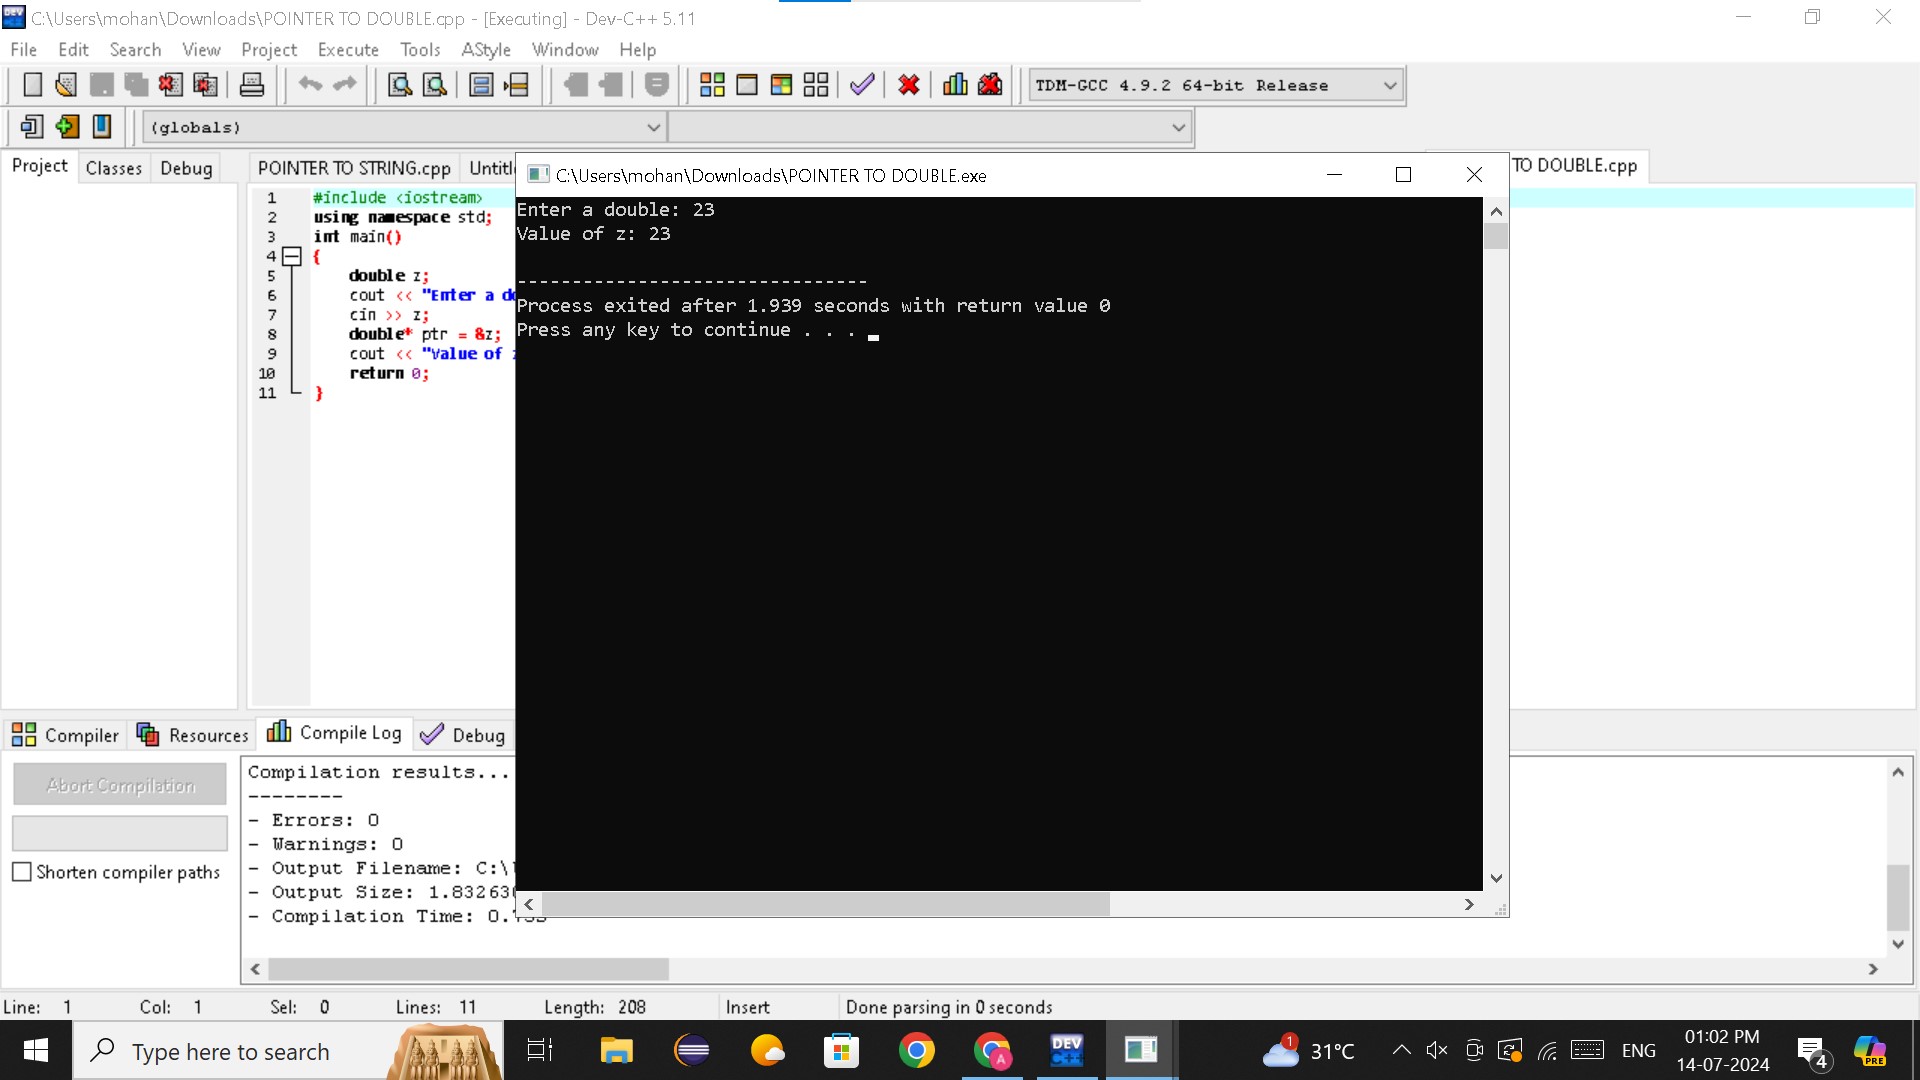 C:\Users\mohan\Downloads\POINTER TO DOUBLE.cpp - [Executing] - Dev-C++ 5.11
File Edit Search View Project Execute Tools AStyle Window Help
TDM-GCC 4.9.2 64-bit Release
(globals)
Project Classes Debug
POINTER TO STRING.cpp Untitl
TO DOUBLE.cpp
1 #include <iostream>
2 using namespace std;
3 int main()
4 {
5 double z;
6 cout << "Enter a do
7 cin >> z;
8 double* ptr = &z;
9 cout << "Value of
10 return 0;
11 }
C:\Users\mohan\Downloads\POINTER TO DOUBLE.exe
Enter a double: 23
Value of z: 23
--------------------------------
Process exited after 1.939 seconds with return value 0
Press any key to continue . . .
Compiler Resources Compile Log Debug
Abort Compilation
Shorten compiler paths
Compilation results...
--------
- Errors: 0
- Warnings: 0
- Output Filename: C:\
- Output Size: 1.83263
- Compilation Time: 0.
Line: 1 Col: 1 Sel: 0 Lines: 11 Length: 208 Insert Done parsing in 0 seconds
Type here to search
DEV C++
1
31°C
ENG
01:02 PM
14-07-2024
4
PRE